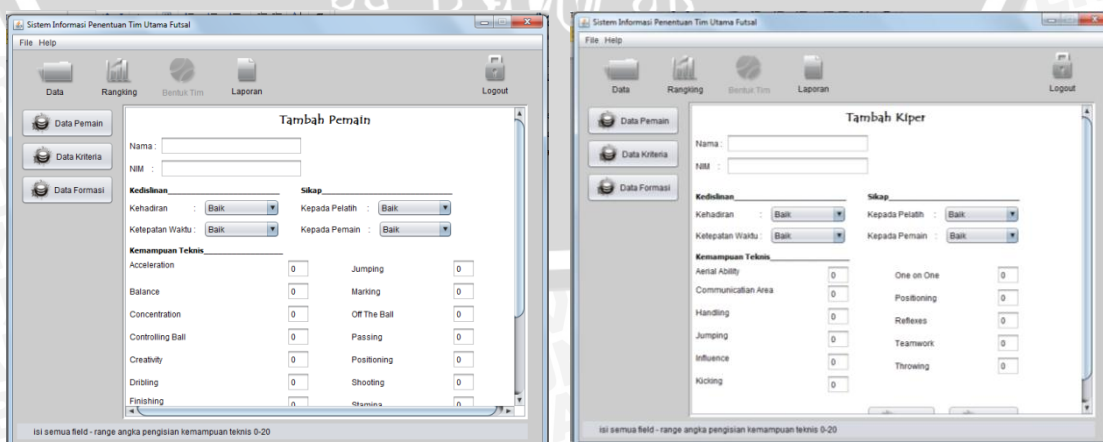 Sistem Informasi Penentuan Tim Utama Futsal
File Help
Data Rangking Bentuk Tim Laporan Logout
Data Pemain
Data Kriteria
Data Formasi
Tambah Pemain
Nama :
NIM :
Kedislinan Sikap
Kehadiran : Baik Kepada Pelatih : Baik
Ketepatan Waktu : Baik Kepada Pemain : Baik
Kemampuan Teknis
Acceleration 0 Jumping 0
Balance 0 Marking 0
Concentration 0 Off The Ball 0
Controlling Ball 0 Passing 0
Creativity 0 Positioning 0
Dribling 0 Shooting 0
Finishing 0 Stamina 0
isi semua field - range angka pengisian kemampuan teknis 0-20
Sistem Informasi Penentuan Tim Utama Futsal
File Help
Data Rangking Bentuk Tim Laporan Logout
Data Pemain
Data Kriteria
Data Formasi
Tambah Kiper
Nama :
NIM :
Kedislinan Sikap
Kehadiran : Baik Kepada Pelatih : Baik
Ketepatan Waktu : Baik Kepada Pemain : Baik
Kemampuan Teknis
Aerial Ability 0 One on One 0
Communication Area 0 Positioning 0
Handling 0 Reflexes 0
Jumping 0 Teamwork 0
Influence 0 Throwing 0
Kicking 0
isi semua field - range angka pengisian kemampuan teknis 0-20